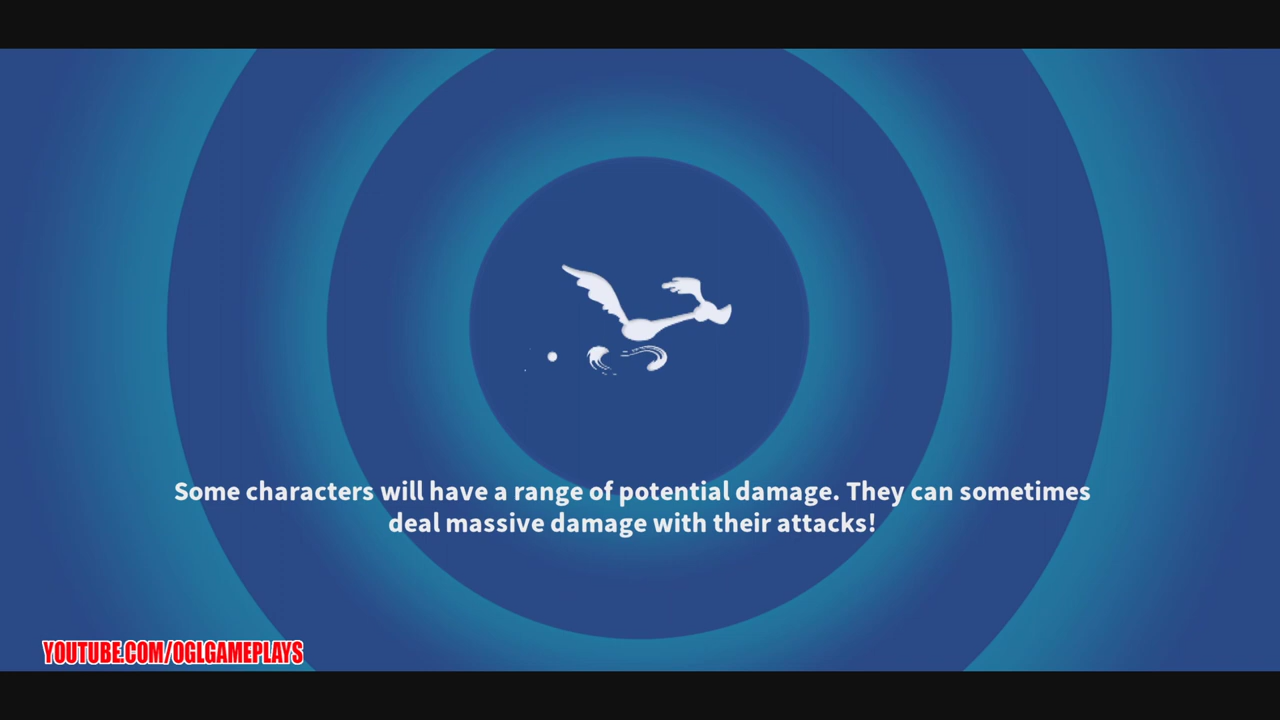 Some characters will have a range of potential damage. They can sometimes
deal massive damage with their attacks!
YOUTUBE.COM/OGLGAMEPLAYS